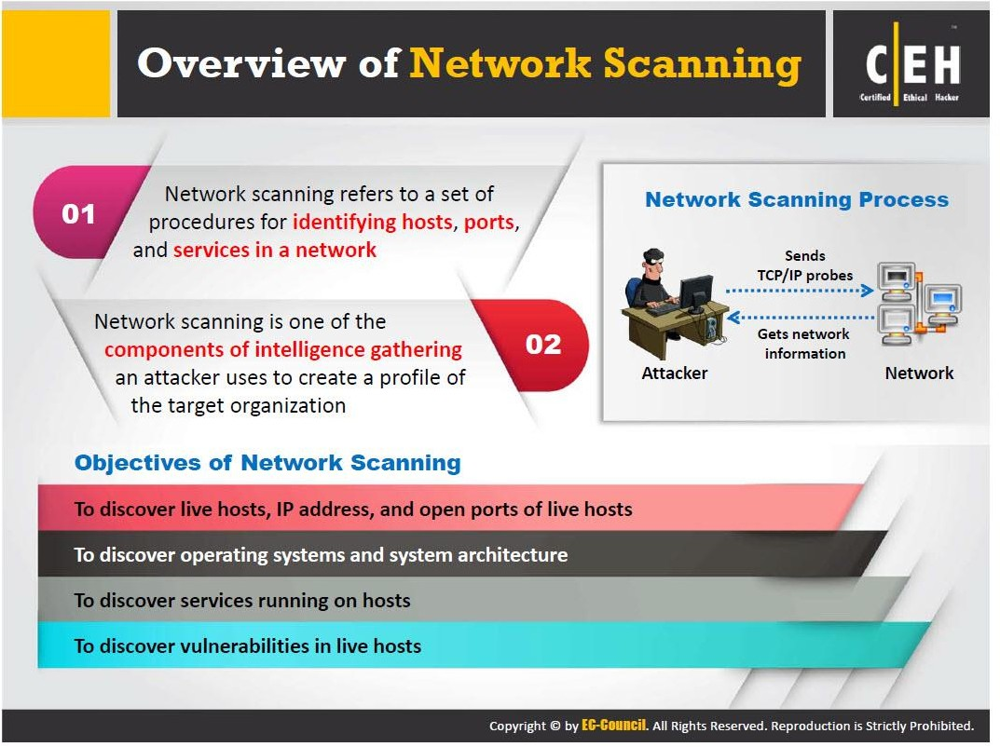 Overview of Network Scanning
C|EH
™
Certified Ethical Hacker
01
Network scanning refers to a set of
procedures for identifying hosts, ports,
and services in a network
Network scanning is one of the
components of intelligence gathering
an attacker uses to create a profile of
the target organization
02
Network Scanning Process
Sends
TCP/IP probes
Gets network
information
Attacker
Network
Objectives of Network Scanning
To discover live hosts, IP address, and open ports of live hosts
To discover operating systems and system architecture
To discover services running on hosts
To discover vulnerabilities in live hosts
Copyright © by EC-Council. All Rights Reserved. Reproduction is Strictly Prohibited.